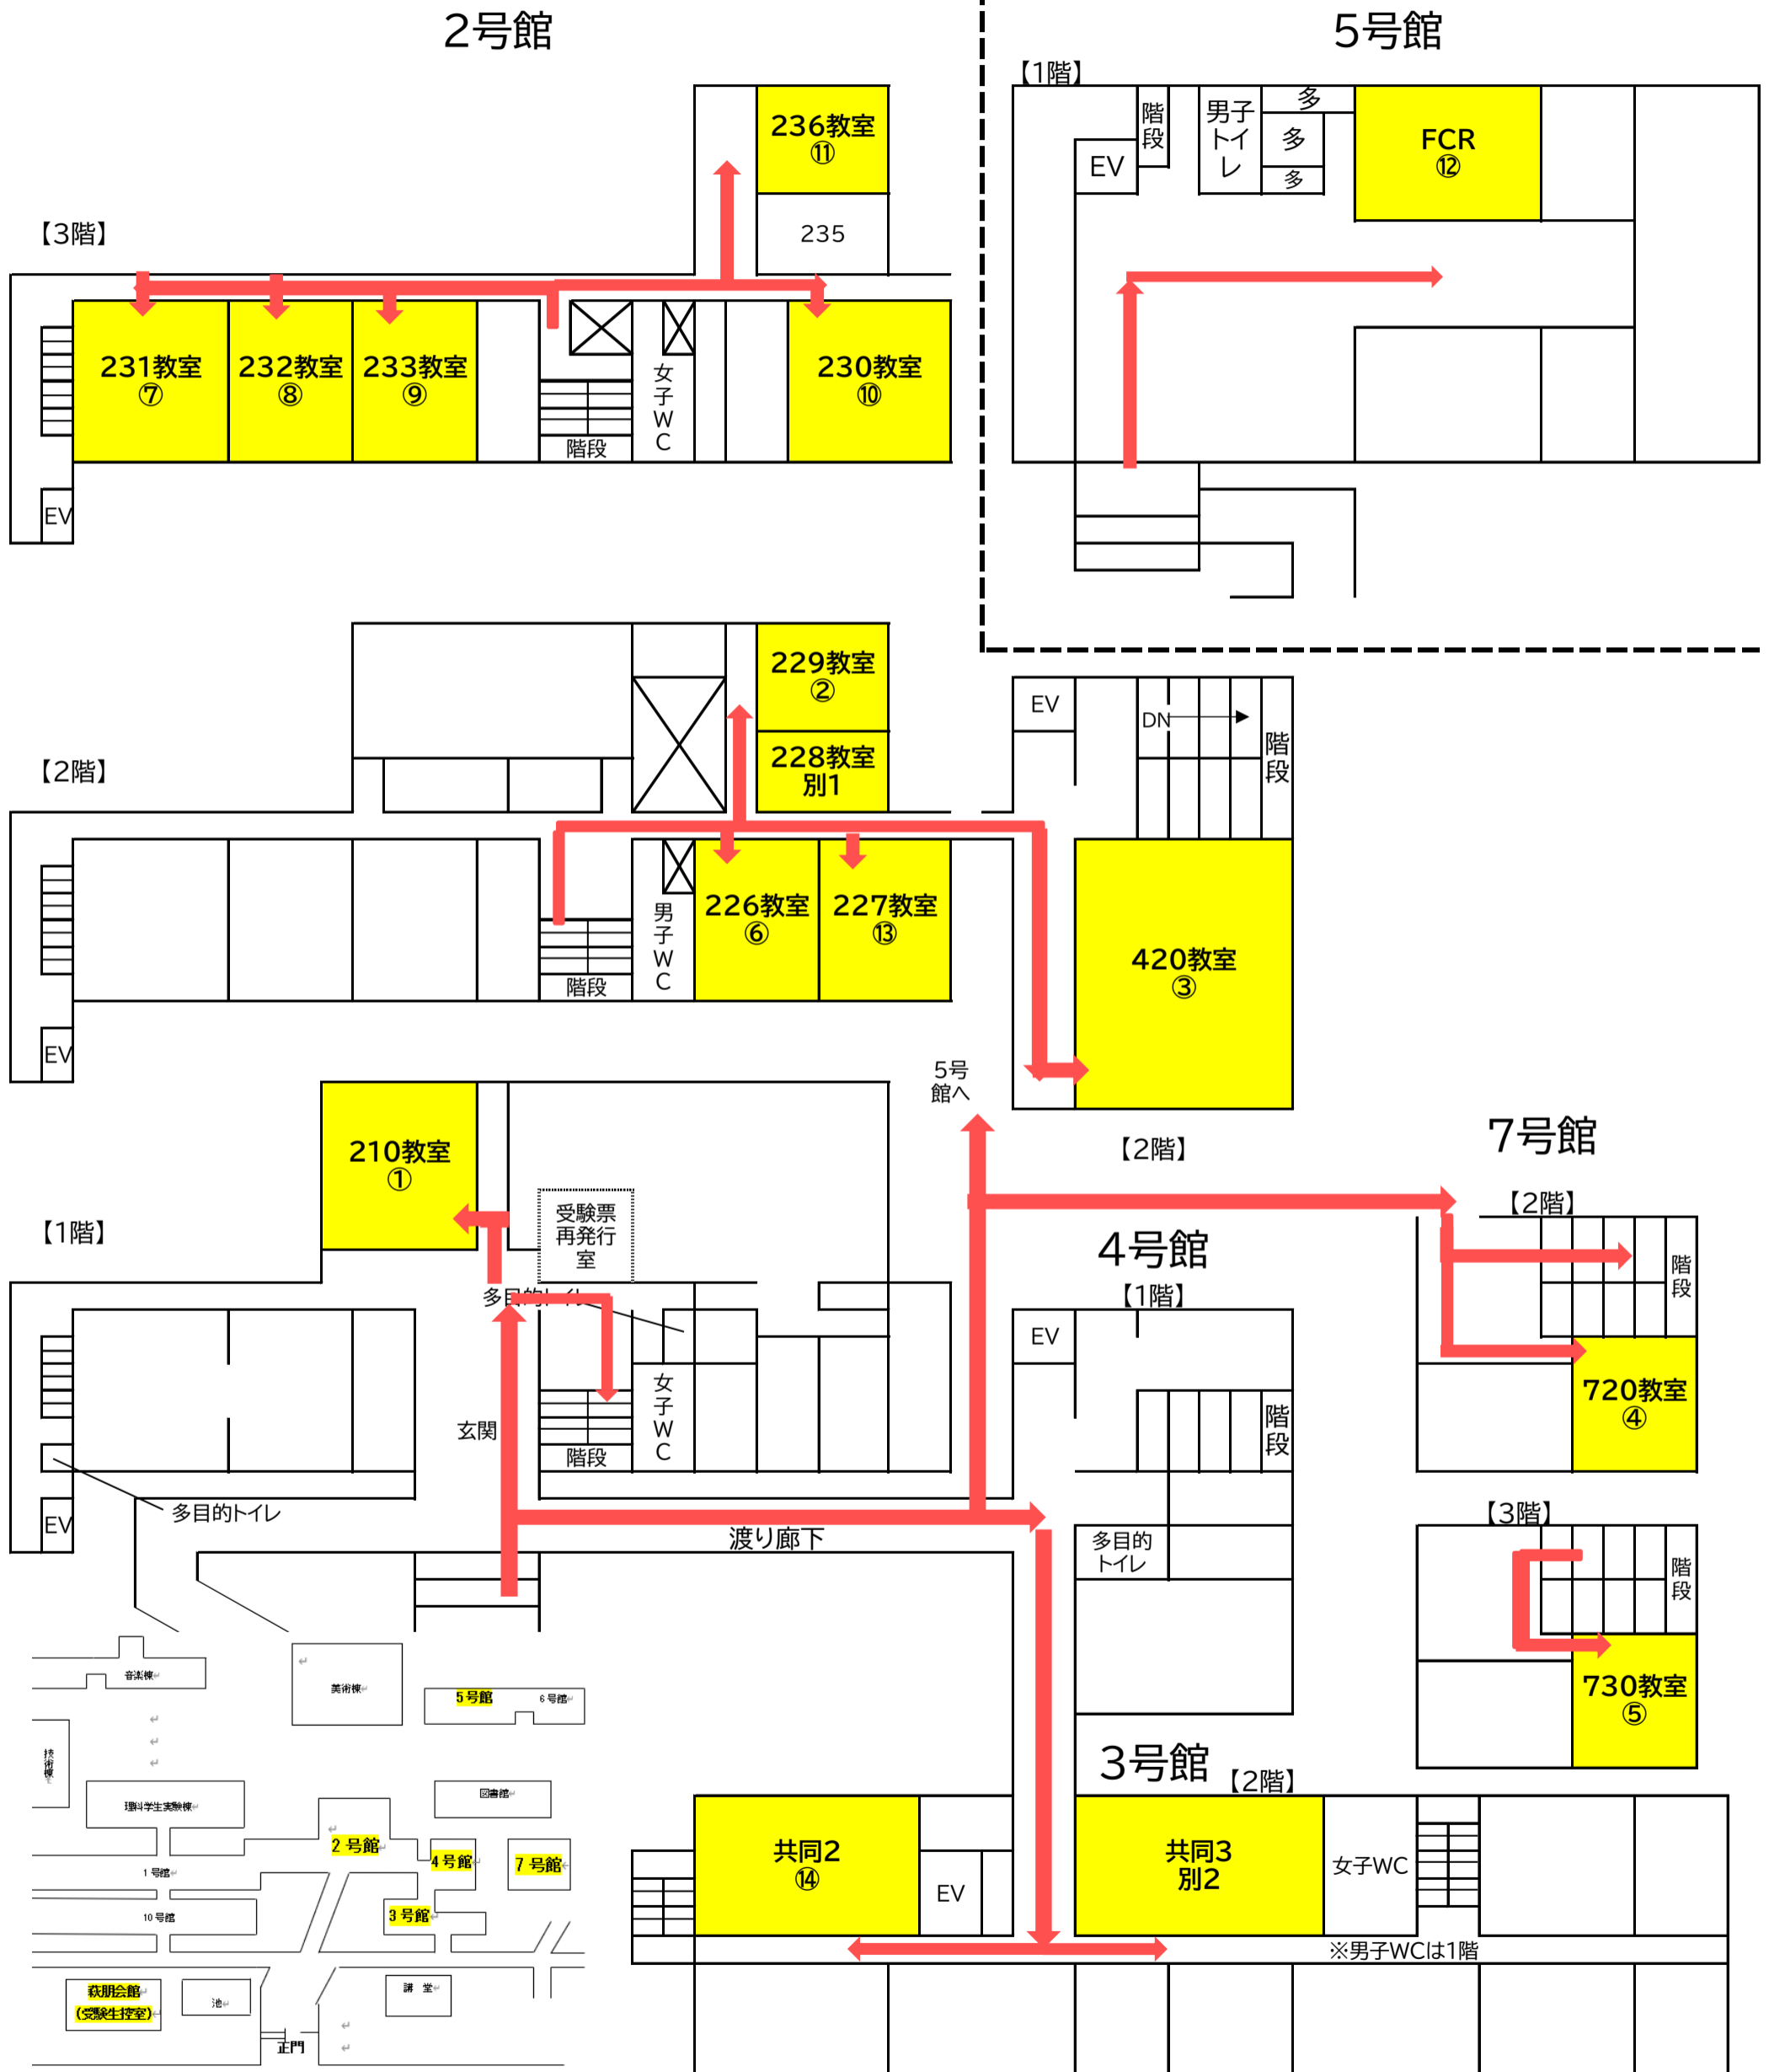 2号館
5号館
【1階】
236教室
⑪
235
【3階】
231教室
⑦
232教室
⑧
233教室
⑨
階段
女子WC
230教室
⑩
EV
EV
階段
男子トイレ
多
多
多
FCR
⑫
229教室
②
228教室
別1
【2階】
階段
男子WC
226教室
⑥
227教室
⑬
EV
EV
DN
階段
420教室
③
【2階】
5号
館へ
210教室
①
受験票
再発行
室
【1階】
多目的トイレ
玄関
階段
女子WC
多目的トイレ
EV
渡り廊下
4号館
【1階】
EV
階段
多目的
トイレ
7号館
【2階】
階段
720教室
④
【3階】
階段
730教室
⑤
3号館
【2階】
共同2
⑭
EV
共同3
別2
女子WC
※男子WCは1階
音楽棟
美術棟
5号館
6号館
技術棟
理科学生実験棟
図書館
2号館
4号館
7号館
1号館
3号館
10号館
萩朋会館
(受験生控室)
池
講 堂
正門